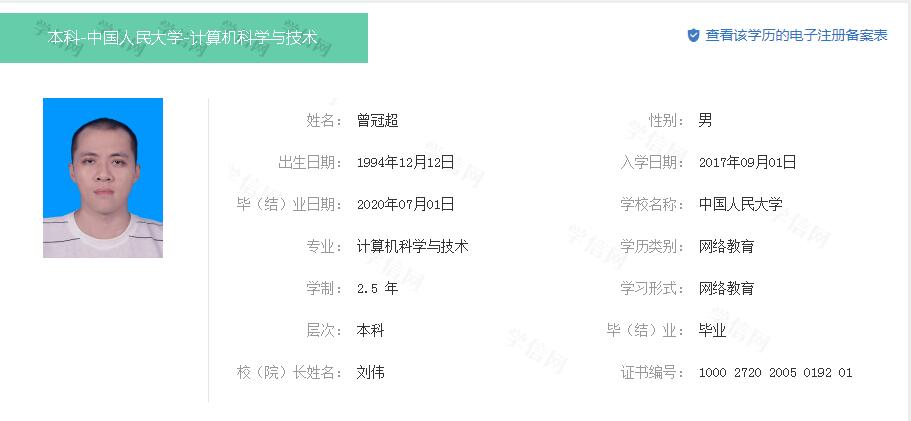 本科-中国人民大学-计算机科学与技术
查看该学历的电子注册备案表
姓名： 曾冠超 性别： 男
出生日期： 1994年12月12日 入学日期： 2017年09月01日
毕（结）业日期： 2020年07月01日 学校名称： 中国人民大学
专业： 计算机科学与技术 学历类别： 网络教育
学制： 2.5 年 学习形式： 网络教育
层次： 本科 毕（结）业： 毕业
校（院）长姓名： 刘伟 证书编号： 1000 2720 2005 0192 01
学信网
学信网
学信网
学信网
学信网
学信网
学信网
学信网